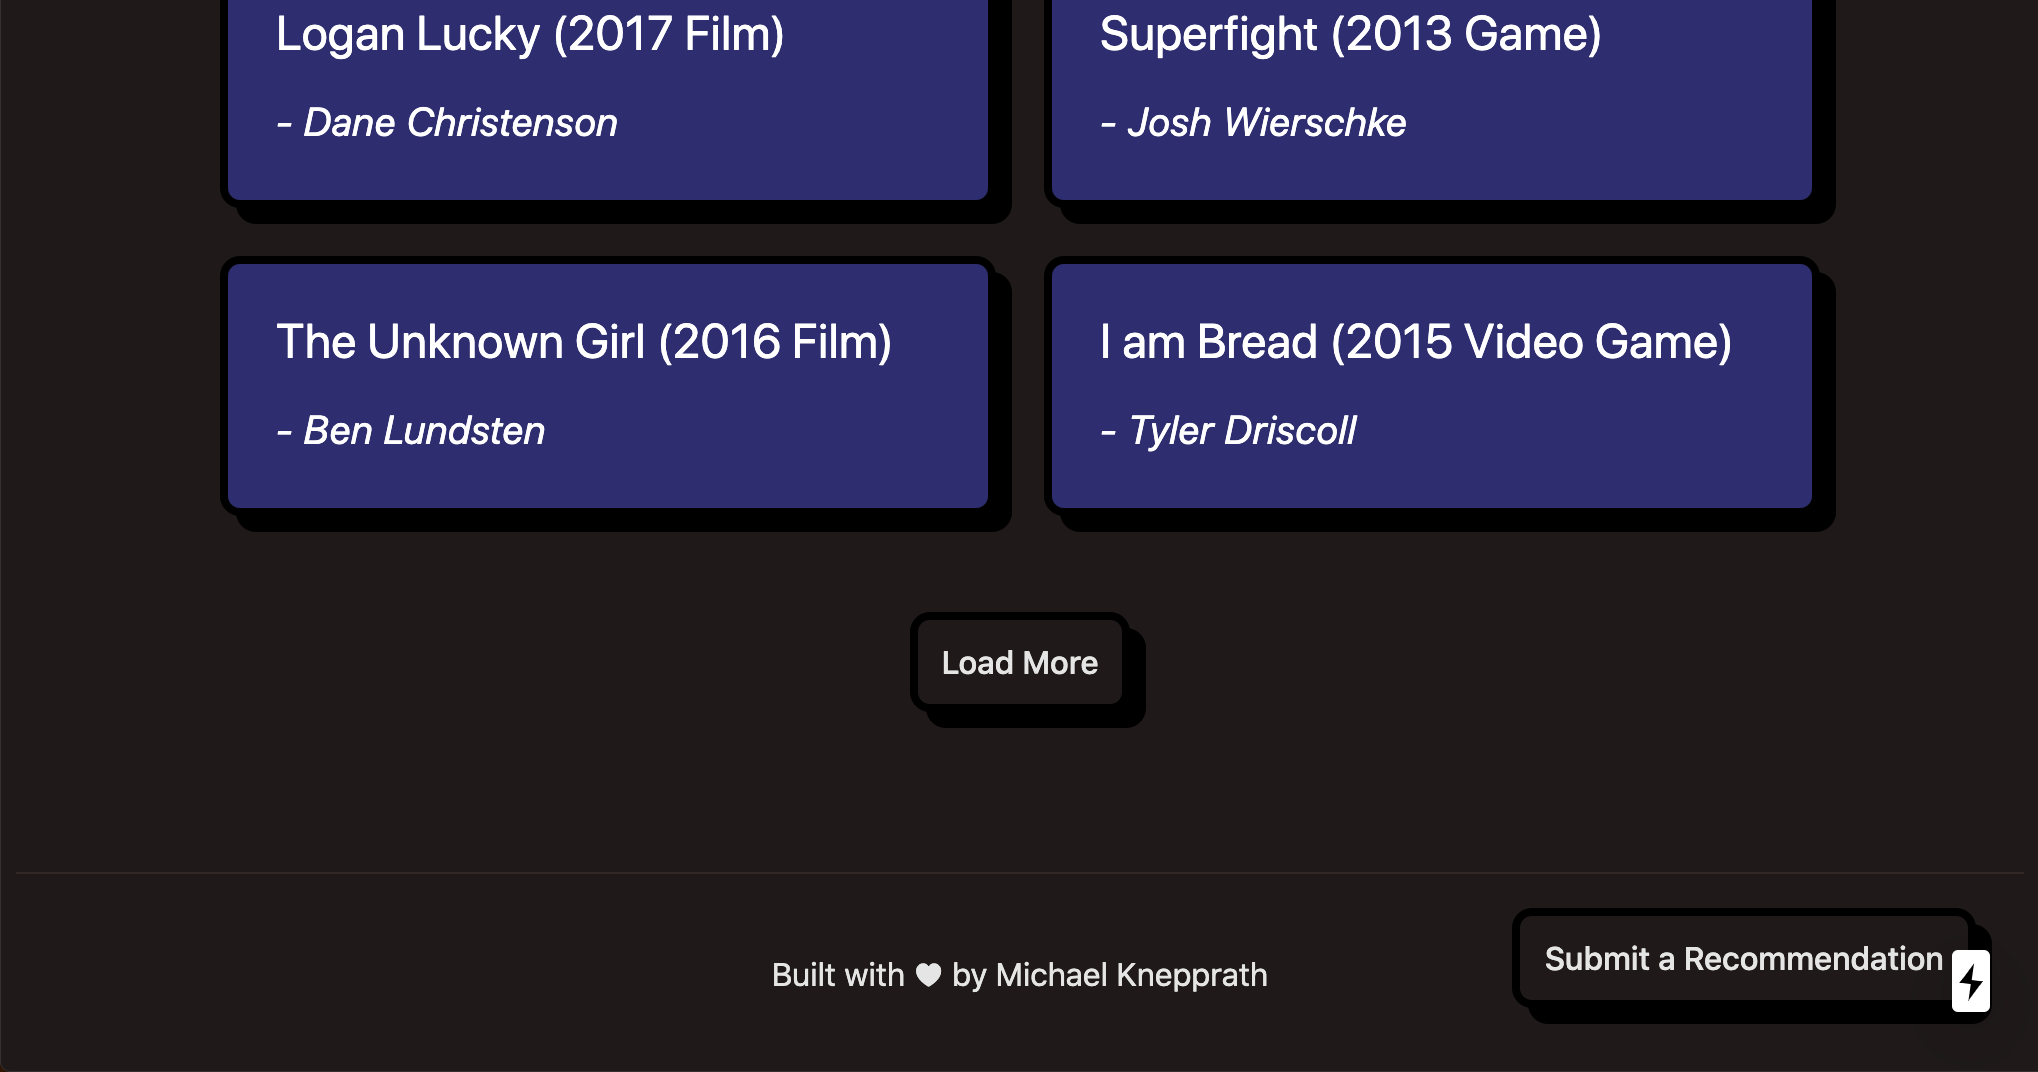 Logan Lucky (2017 Film)
- Dane Christenson
Superfight (2013 Game)
- Josh Wierschke
The Unknown Girl (2016 Film)
- Ben Lundsten
I am Bread (2015 Video Game)
- Tyler Driscoll
Load More
Built with ♥ by Michael Knepprath
Submit a Recommendation